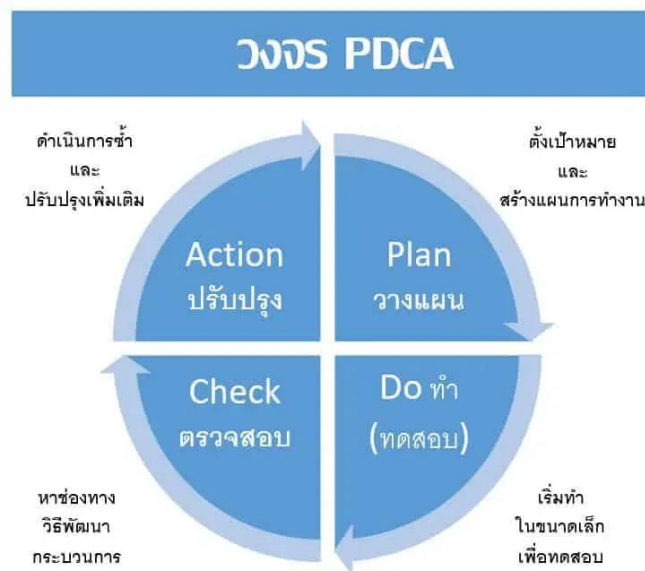 วงจร PDCA
ดำเนินการซ้ำ
และ
ปรับปรุงเพิ่มเติม
ตั้งเป้าหมาย
และ
สร้างแผนการทำงาน
Action
ปรับปรุง
Plan
วางแผน
Check
ตรวจสอบ
Do ทำ
(ทดสอบ)
หาช่องทาง
วิธีพัฒนา
กระบวนการ
เริ่มทำ
ในขนาดเล็ก
เพื่อทดสอบ